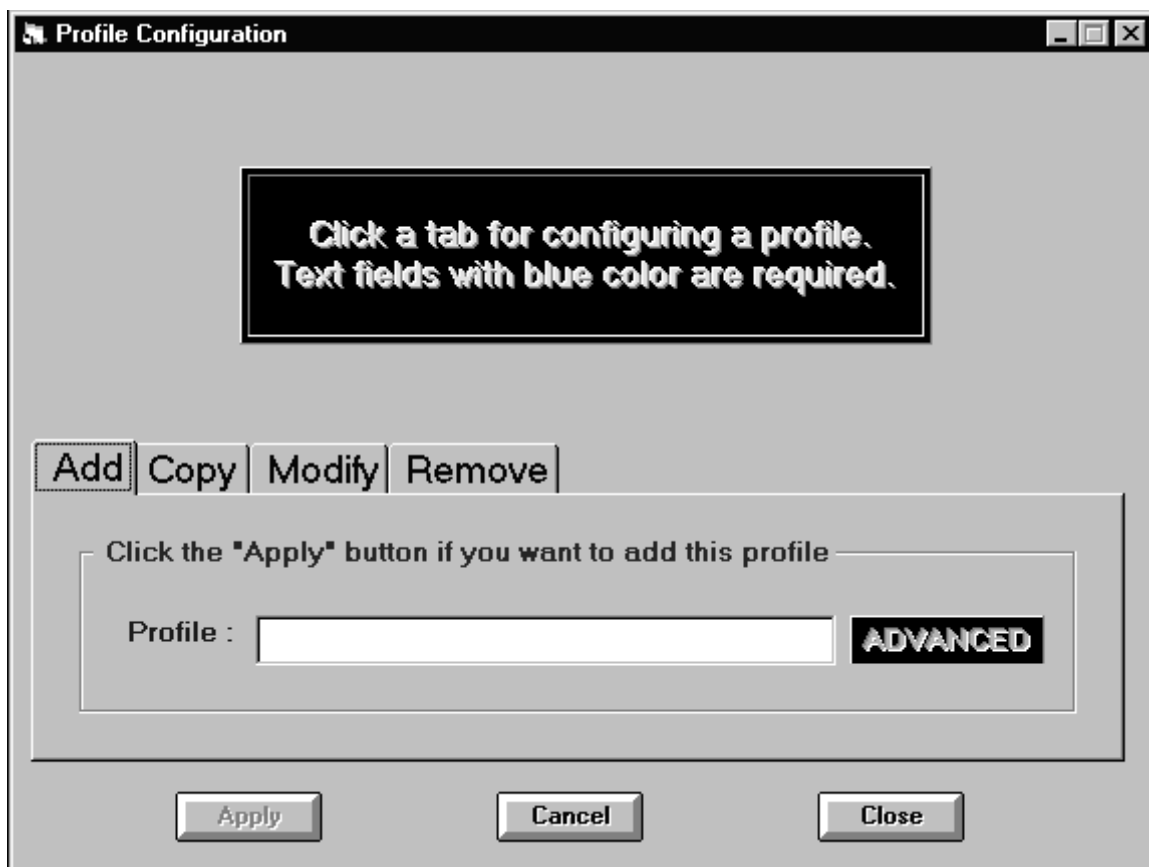 Profile Configuration
Click a tab for configuring a profile.
Text fields with blue color are required.
Add Copy Modify Remove
Click the "Apply" button if you want to add this profile
Profile : ADVANCED
Apply Cancel Close